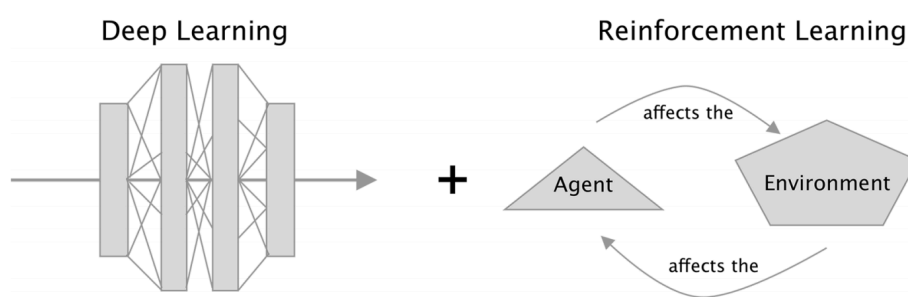 Deep Learning
Reinforcement Learning
affects the
+
Agent
Environment
affects the